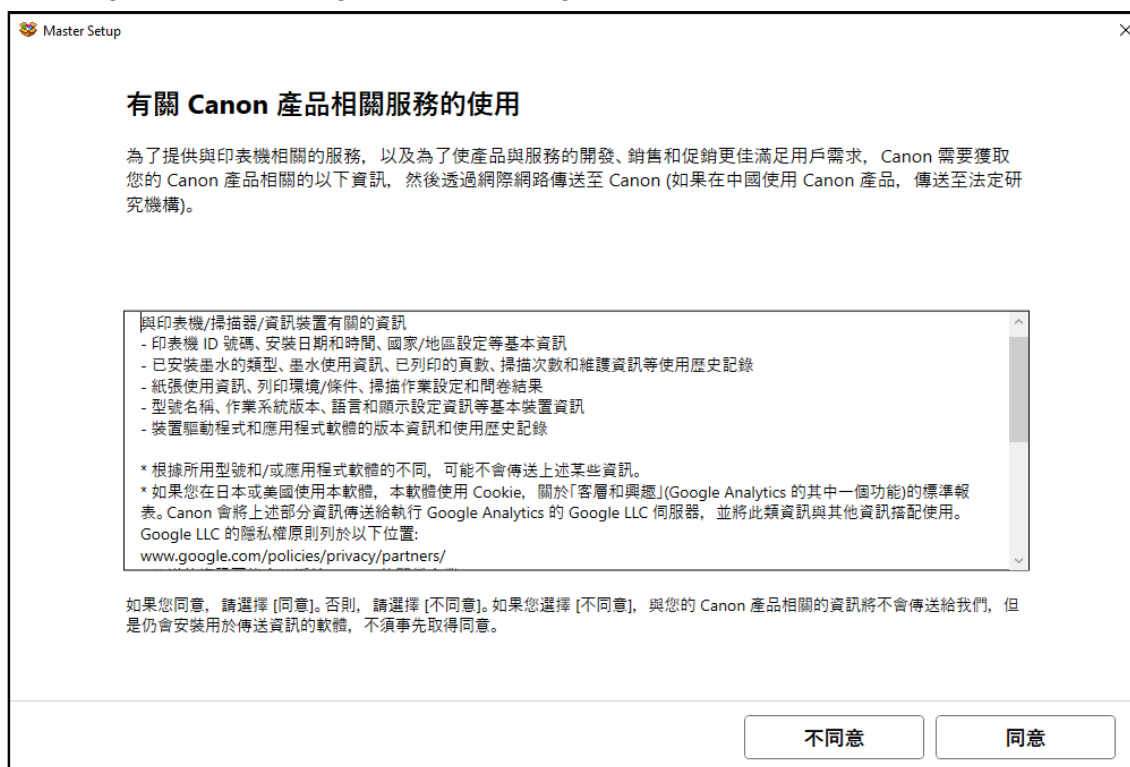 Master Setup
有關 Canon 產品相關服務的使用
為了提供與印表機相關的服務，以及為了使產品與服務的開發、銷售和促銷更佳滿足用戶需求，Canon 需要獲取
您的 Canon 產品相關的以下資訊，然後透過網際網路傳送至 Canon (如果在中國使用 Canon 產品，傳送至法定研
究機構)。
與印表機/掃描器/資訊裝置有關的資訊
- 印表機 ID 號碼、安裝日期和時間、國家/地區設定等基本資訊
- 已安裝墨水的類型、墨水使用資訊、已列印的頁數、掃描次數和維護資訊等使用歷史記錄
- 紙張使用資訊、列印環境/條件、掃描作業設定和問卷結果
- 型號名稱、作業系統版本、語言和顯示設定資訊等基本裝置資訊
- 裝置驅動程式和應用程式軟體的版本資訊和使用歷史記錄
* 根據所用型號和/或應用程式軟體的不同，可能不會傳送上述某些資訊。
* 如果您在日本或美國使用本軟體，本軟體使用 Cookie，關於「客層和興趣」(Google Analytics 的其中一個功能)的標準報
表。Canon 會將上述部分資訊傳送給執行 Google Analytics 的 Google LLC 伺服器，並將此類資訊與其他資訊搭配使用。
Google LLC 的隱私權原則列於以下位置:
www.google.com/policies/privacy/partners/
如果您同意，請選擇 [同意]。否則，請選擇 [不同意]。如果您選擇 [不同意]，與您的 Canon 產品相關的資訊將不會傳送給我們，但
是仍會安裝用於傳送資訊的軟體，不須事先取得同意。
不同意
同意